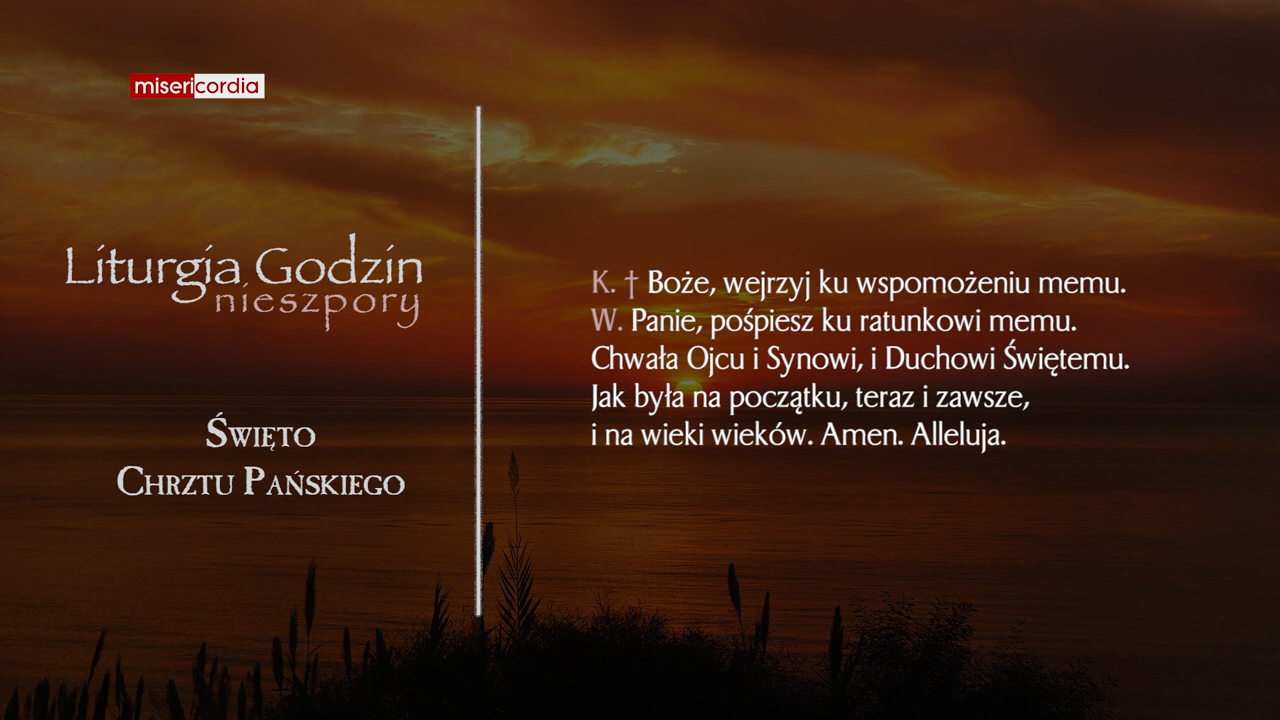 misericordia
Liturgia Godzin
nieszpory
Święto
Chrztu Pańskiego
K. † Boże, wejrzyj ku wspomożeniu memu.
W. Panie, pośpiesz ku ratunkowi memu.
Chwała Ojcu i Synowi, i Duchowi Świętemu.
Jak była na początku, teraz i zawsze,
i na wieki wieków. Amen. Alleluja.